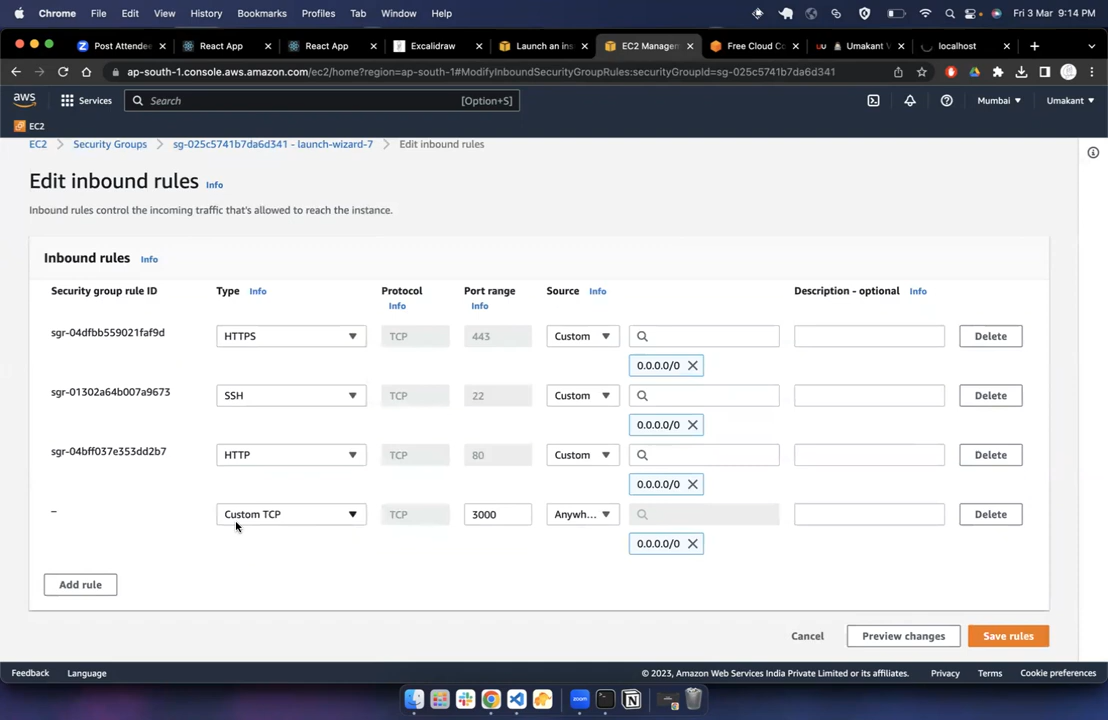 Chrome File Edit View History Bookmarks Profiles Tab Window Help Fri 3 Mar 9:14 PM
Post Attendee React App React App Excalidraw Launch an ins EC2 Manage Free Cloud Co Umakant V localhost
ap-south-1.console.aws.amazon.com/ec2/home?region=ap-south-1#ModifyInboundSecurityGroupRules:securityGroupId=sg-025c5741b7da6d341
aws Services Search [Option+S] Mumbai Umakant
EC2
EC2 Security Groups sg-025c5741b7da6d341 - launch-wizard-7 Edit inbound rules
Edit inbound rules Info
Inbound rules control the incoming traffic that's allowed to reach the instance.
Inbound rules Info
Security group rule ID Type Info Protocol Info Port range Info Source Info Description - optional Info
sgr-04dfbb559021faf9d HTTPS TCP 443 Custom Delete
0.0.0.0/0
sgr-01302a64b007a9673 SSH TCP 22 Custom Delete
0.0.0.0/0
sgr-04bff037e353dd2b7 HTTP TCP 80 Custom Delete
0.0.0.0/0
– Custom TCP TCP 3000 Anywh... Delete
0.0.0.0/0
Add rule
Cancel Preview changes Save rules
Feedback Language © 2023, Amazon Web Services India Private Limited or its affiliates. Privacy Terms Cookie preferences
zoom